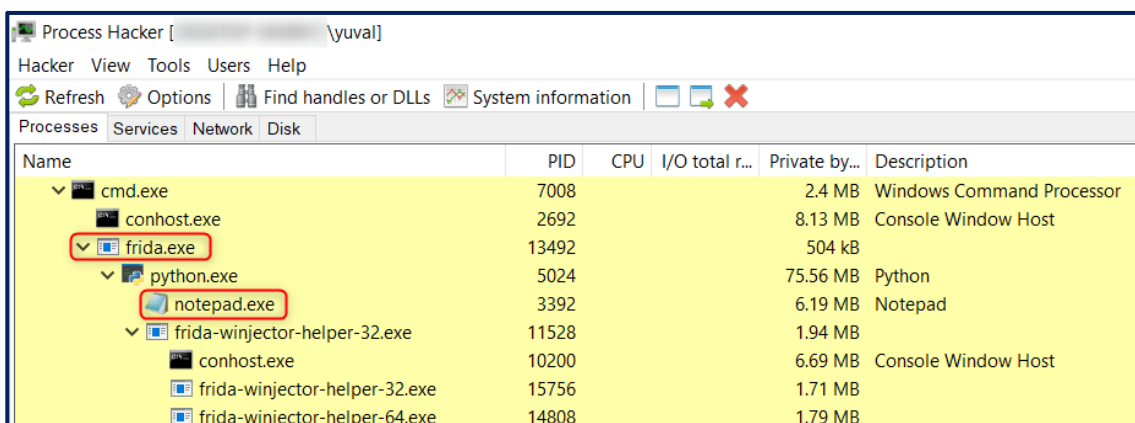 Process Hacker [ \yuval]
Hacker View Tools Users Help
Refresh Options Find handles or DLLs System information
Processes Services Network Disk
Name PID CPU I/O total r... Private by... Description
cmd.exe 7008 2.4 MB Windows Command Processor
conhost.exe 2692 8.13 MB Console Window Host
frida.exe 13492 504 kB
python.exe 5024 75.56 MB Python
notepad.exe 3392 6.19 MB Notepad
frida-winjector-helper-32.exe 11528 1.94 MB
conhost.exe 10200 6.69 MB Console Window Host
frida-winjector-helper-32.exe 15756 1.71 MB
frida-winjector-helper-64.exe 14808 1.79 MB